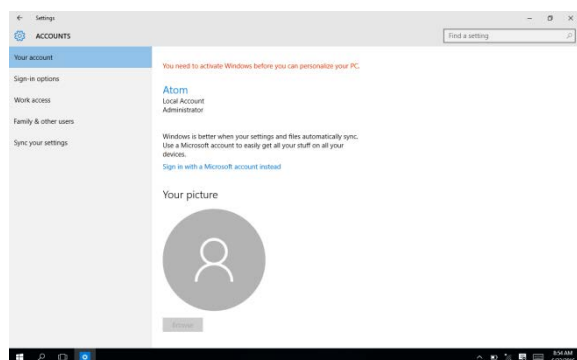 Settings
ACCOUNTS
Find a setting
Your account
Sign-in options
Work access
Family & other users
Sync your settings
You need to activate Windows before you can personalize your PC.
Atom
Local Account
Administrator
Windows is better when your settings and files automatically sync.
Use a Microsoft account to easily get all your stuff on all your
devices.
Sign in with a Microsoft account instead
Your picture
Browse
8:54 AM